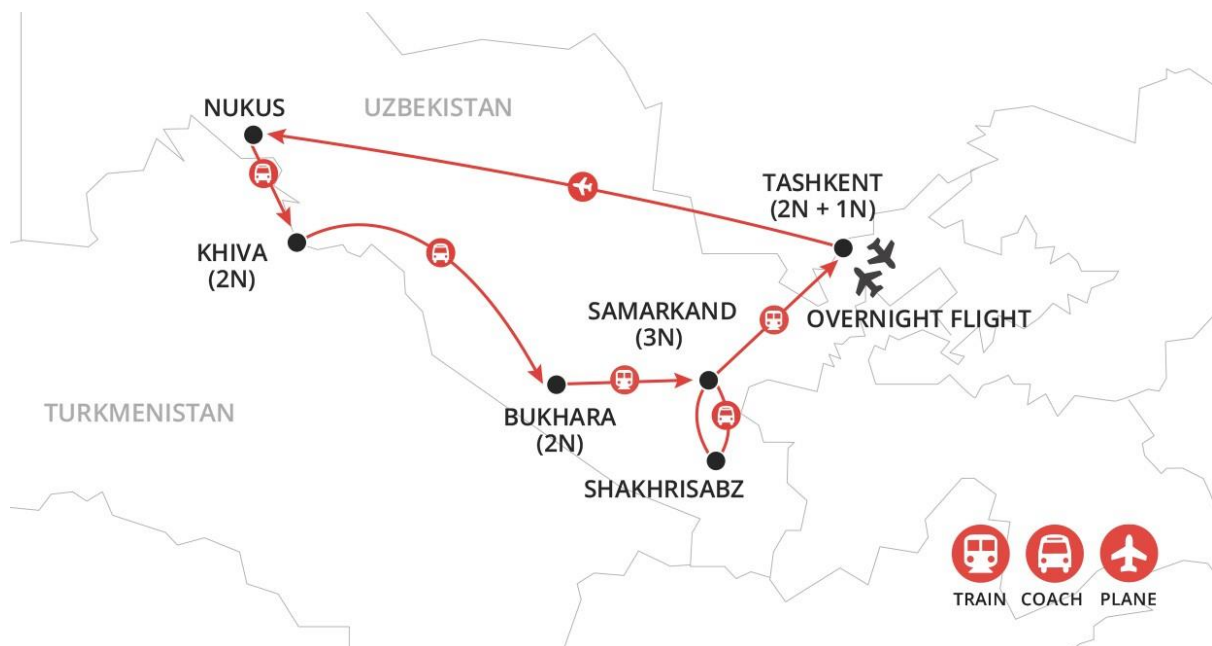 NUKUS
UZBEKISTAN
TASHKENT
(2N + 1N)
KHIVA
(2N)
SAMARKAND
(3N)
OVERNIGHT FLIGHT
TURKMENISTAN
BUKHARA
(2N)
SHAKHRISABZ
TRAIN
COACH
PLANE